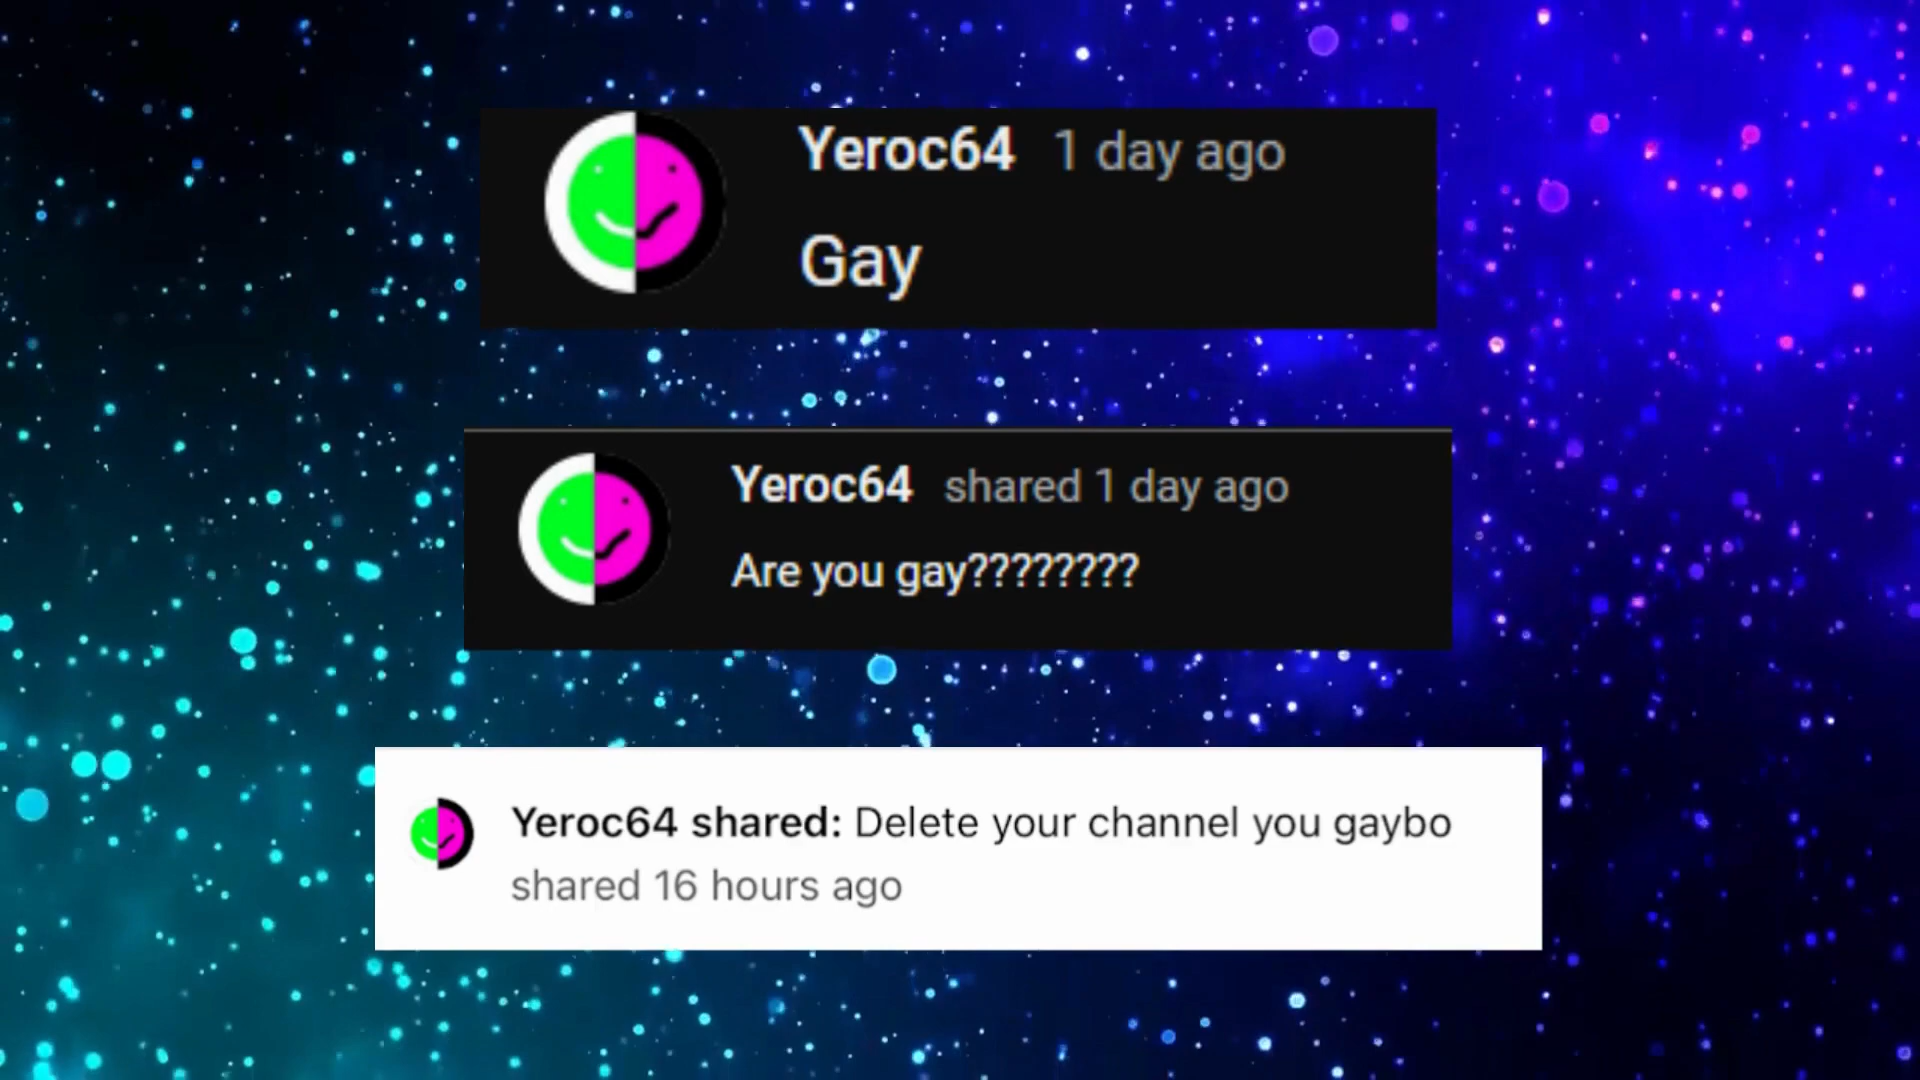 Yeroc64 1 day ago
Gay
Yeroc64 shared 1 day ago
Are you gay????????
Yeroc64 shared: Delete your channel you gaybo
shared 16 hours ago